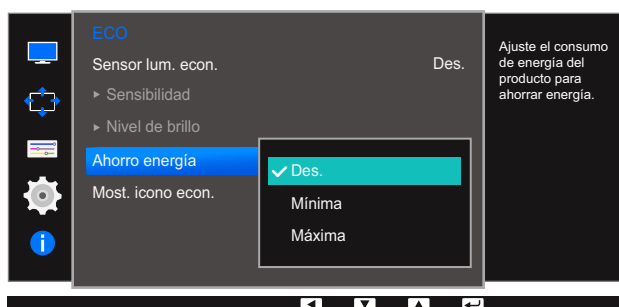 ECO
Sensor lum. econ. Des.
▸ Sensibilidad
▸ Nivel de brillo
Ahorro energía
Most. icono econ.
Des.
Mínima
Máxima
Ajuste el consumo
de energía del
producto para
ahorrar energía.